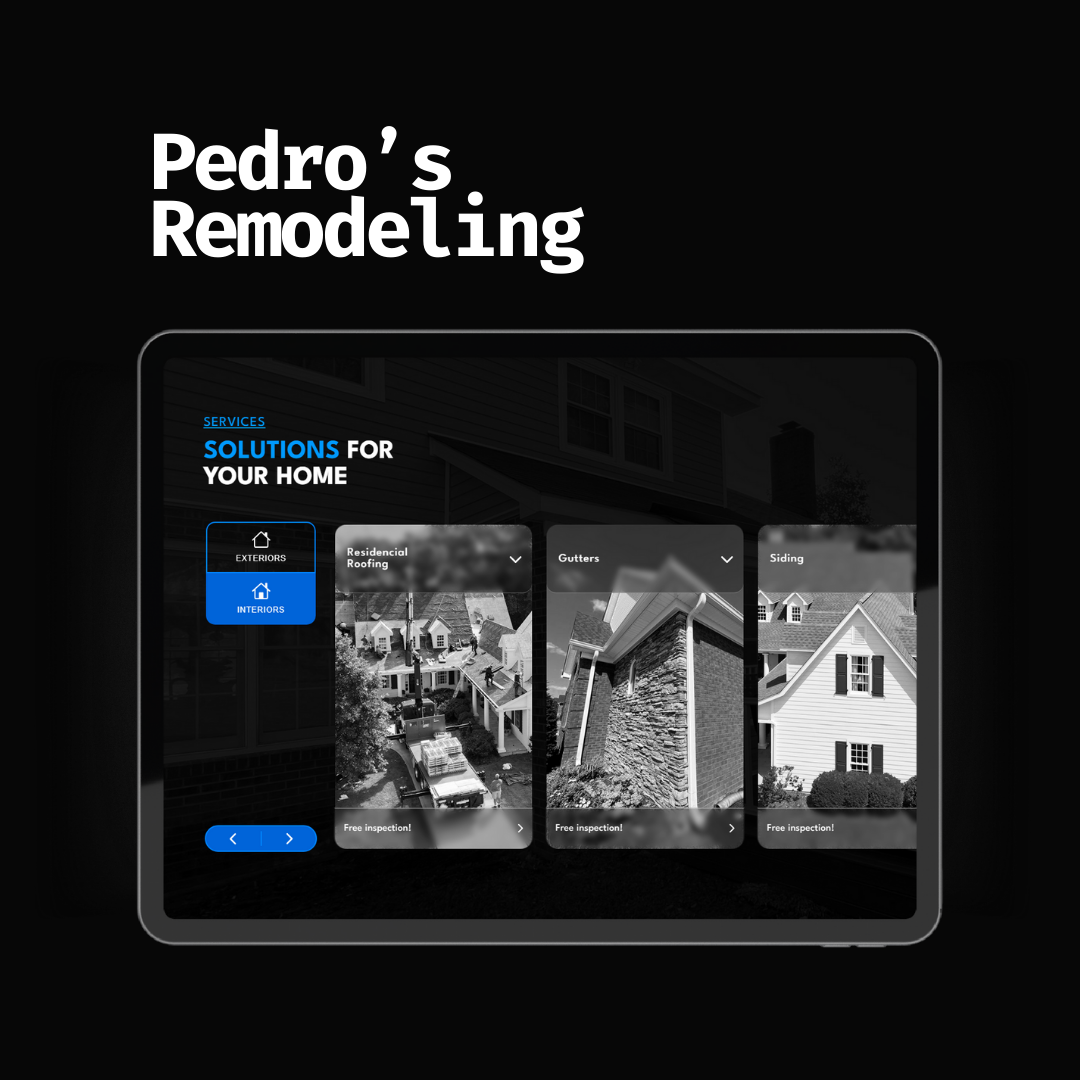 Pedro’s
Remodeling
SERVICES
SOLUTIONS FOR
YOUR HOME
EXTERIORS
INTERIORS
Residencial
Roofing
Gutters
Siding
Free inspection!
Free inspection!
Free inspection!